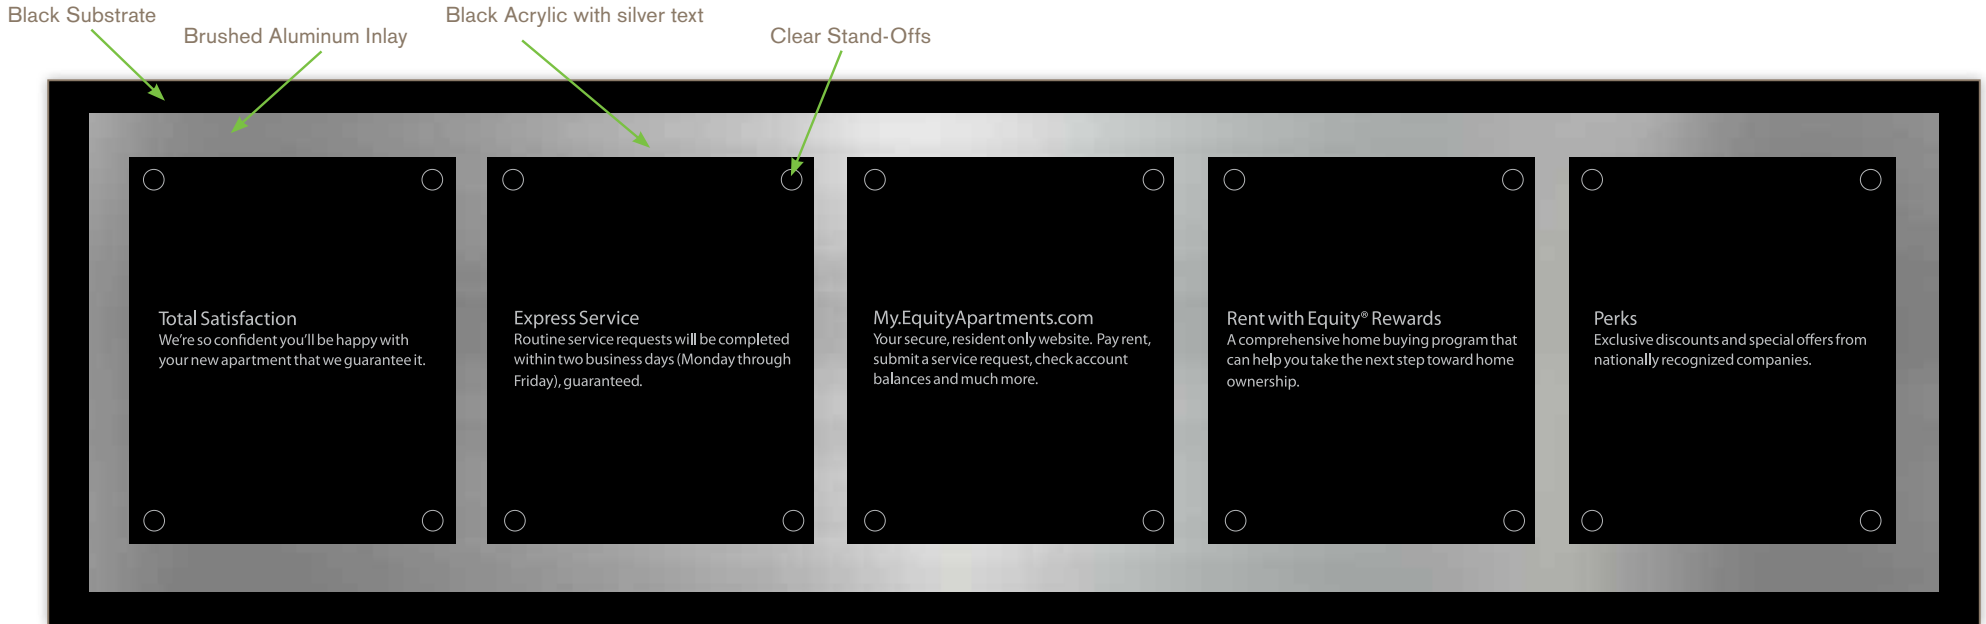 Black Substrate
Brushed Aluminum Inlay
Black Acrylic with silver text
Clear Stand-Offs
Total Satisfaction
We're so confident you'll be happy with
your new apartment that we guarantee it.
Express Service
Routine service requests will be completed
within two business days (Monday through
Friday), guaranteed.
My.EquityApartments.com
Your secure, resident only website. Pay rent,
submit a service request, check account
balances and much more.
Rent with Equity® Rewards
A comprehensive home buying program that
can help you take the next step toward home
ownership.
Perks
Exclusive discounts and special offers from
nationally recognized companies.